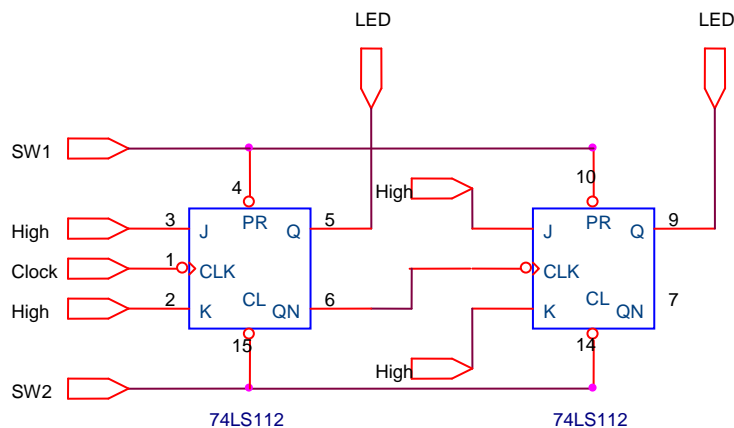 LED LED
SW1
4 10
High
PR PR
High 3 J Q 5 J Q 9
Clock 1 CLK CLK
High 2 K CL QN 6 K CL QN 7
15 14
High
SW2
74LS112 74LS112